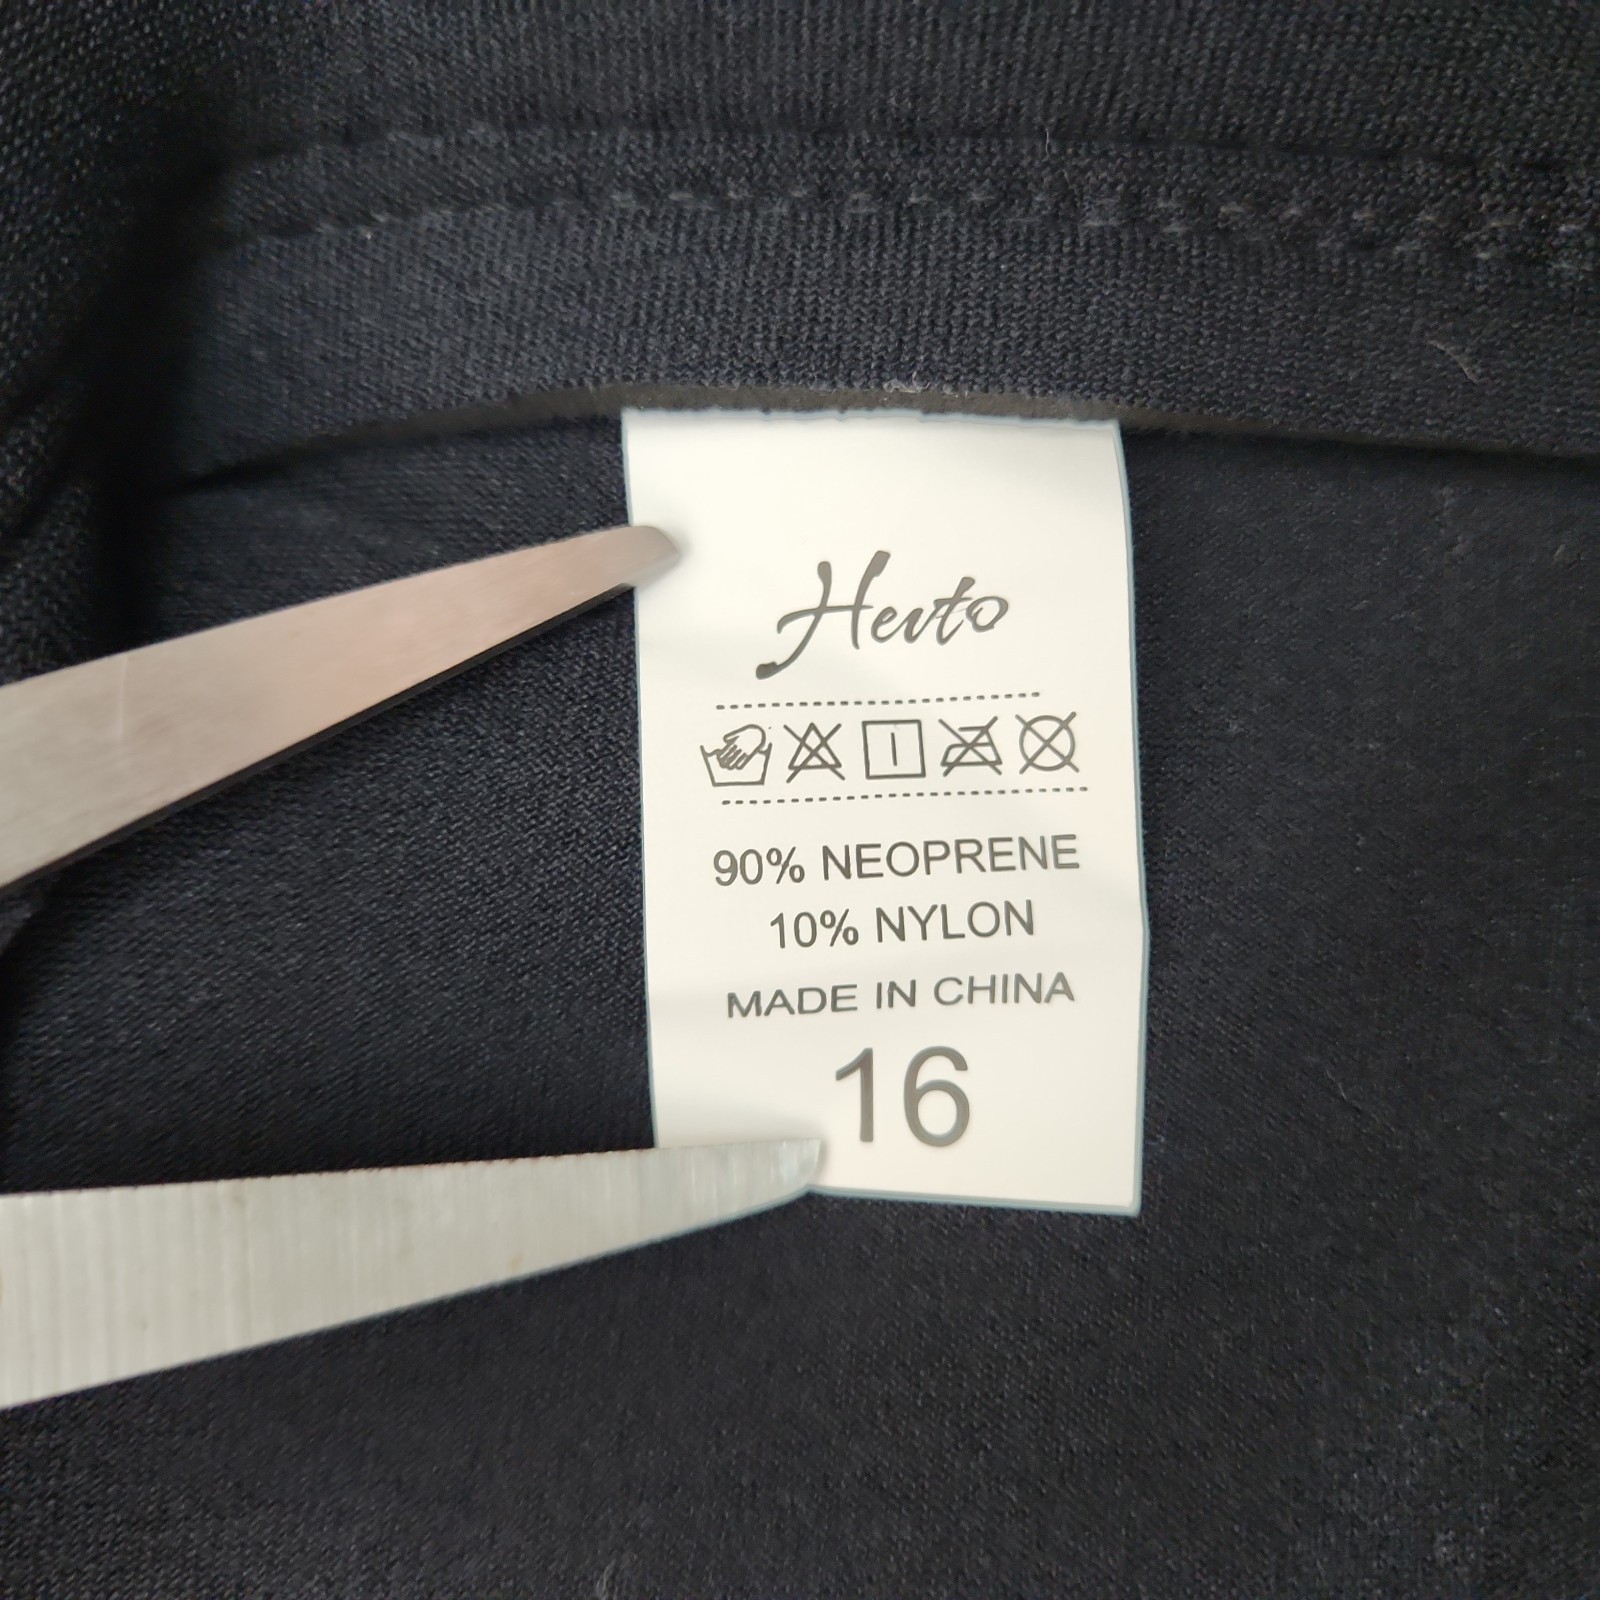 Hevto
90% NEOPRENE
10% NYLON
MADE IN CHINA
16